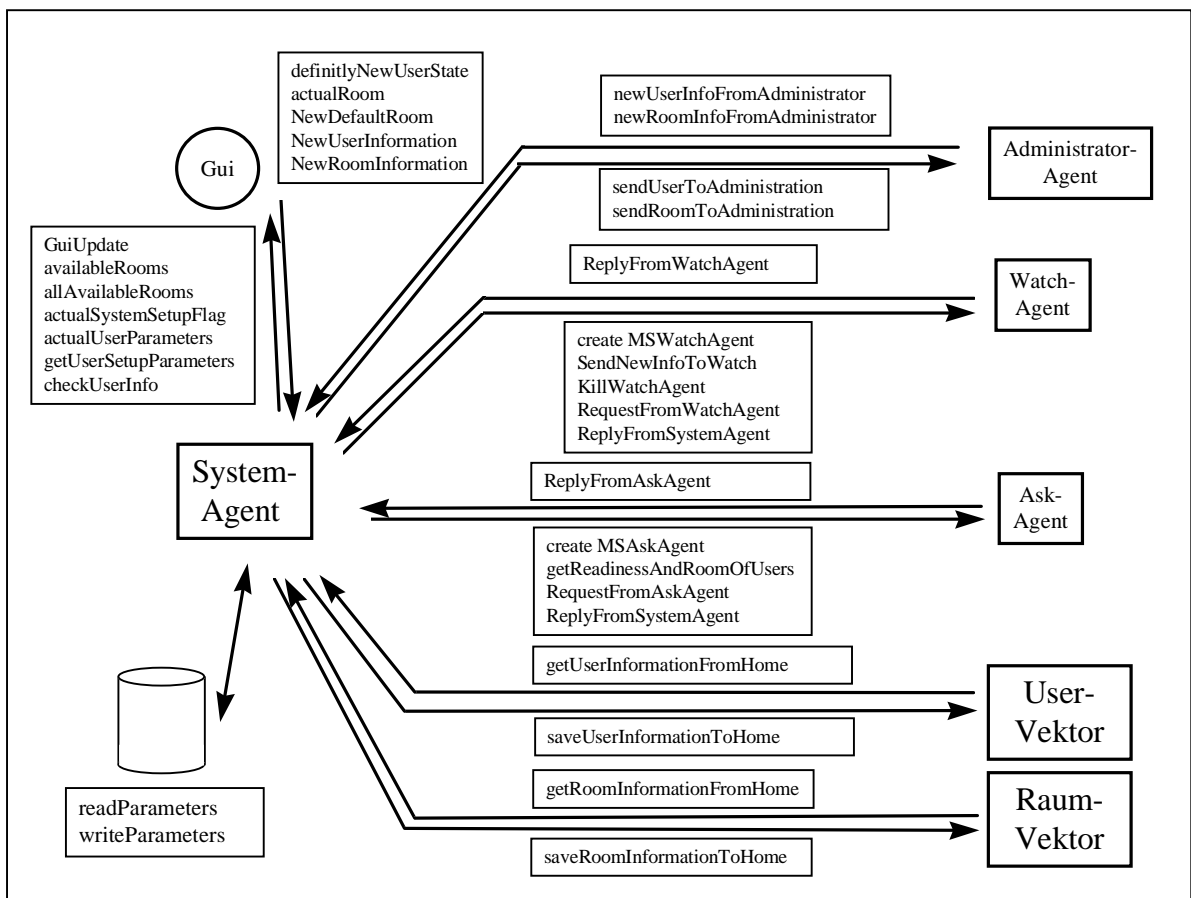 definitlyNewUserState
actualRoom
NewDefaultRoom
NewUserInformation
NewRoomInformation
Gui
GuiUpdate
availableRooms
allAvailableRooms
actualSystemSetupFlag
actualUserParameters
getUserSetupParameters
checkUserInfo
newUserInfoFromAdministrator
newRoomInfoFromAdministrator
Administrator-
Agent
sendUserToAdministration
sendRoomToAdministration
ReplyFromWatchAgent
Watch-
Agent
create MSWatchAgent
SendNewInfoToWatch
KillWatchAgent
RequestFromWatchAgent
ReplyFromSystemAgent
System-
Agent
ReplyFromAskAgent
Ask-
Agent
create MSAskAgent
getReadinessAndRoomOfUsers
RequestFromAskAgent
ReplyFromSystemAgent
getUserInformationFromHome
User-
Vektor
saveUserInformationToHome
getRoomInformationFromHome
Raum-
Vektor
saveRoomInformationToHome
readParameters
writeParameters